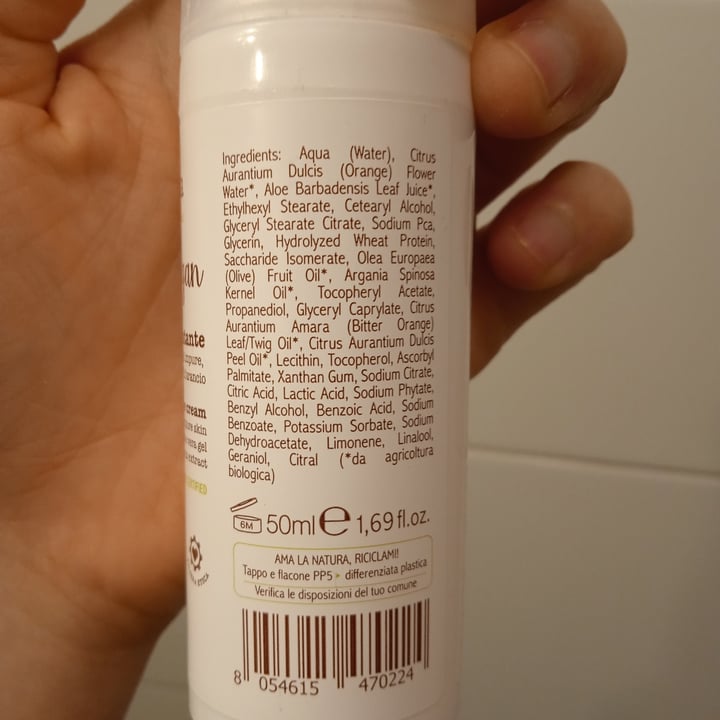 Ingredients: Aqua (Water), Citrus
Aurantium Dulcis (Orange) Flower
Water*, Aloe Barbadensis Leaf Juice*,
Ethylhexyl Stearate, Cetearyl Alcohol,
Glyceryl Stearate Citrate, Sodium Pca,
Glycerin, Hydrolyzed Wheat Protein,
Saccharide Isomerate, Olea Europaea
(Olive) Fruit Oil*, Argania Spinosa
Kernel Oil*, Tocopheryl Acetate,
Propanediol, Glyceryl Caprylate, Citrus
Aurantium Amara (Bitter Orange)
Leaf/Twig Oil*, Citrus Aurantium Dulcis
Peel Oil*, Lecithin, Tocopherol, Ascorbyl
Palmitate, Xanthan Gum, Sodium Citrate,
Citric Acid, Lactic Acid, Sodium Phytate,
Benzyl Alcohol, Benzoic Acid, Sodium
Benzoate, Potassium Sorbate, Sodium
Dehydroacetate, Limonene, Linalool,
Geraniol, Citral (*da agricoltura
biologica)
6M 50ml e 1,69 fl.oz.
AMA LA NATURA, RICICLAMI!
Tappo e flacone PP5 > differenziata plastica
Verifica le disposizioni del tuo comune
8 054615 470224
cream
skin
gel
extract